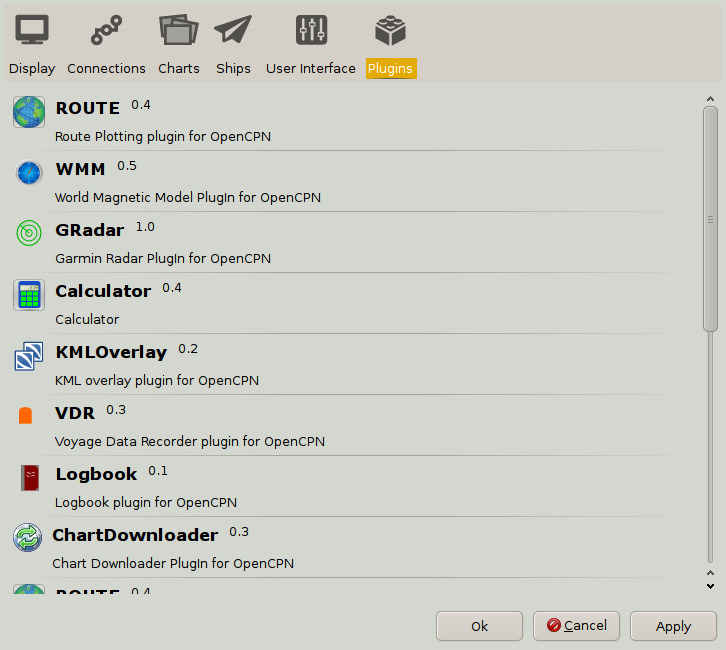 Display Connections Charts Ships User Interface Plugins
ROUTE 0.4
Route Plotting plugin for OpenCPN
WMM 0.5
World Magnetic Model PlugIn for OpenCPN
GRadar 1.0
Garmin Radar PlugIn for OpenCPN
Calculator 0.4
Calculator
KMLOverlay 0.2
KML overlay plugin for OpenCPN
VDR 0.3
Voyage Data Recorder plugin for OpenCPN
Logbook 0.1
Logbook plugin for OpenCPN
ChartDownloader 0.3
Chart Downloader PlugIn for OpenCPN
ROUTE 0.4
Ok Cancel Apply